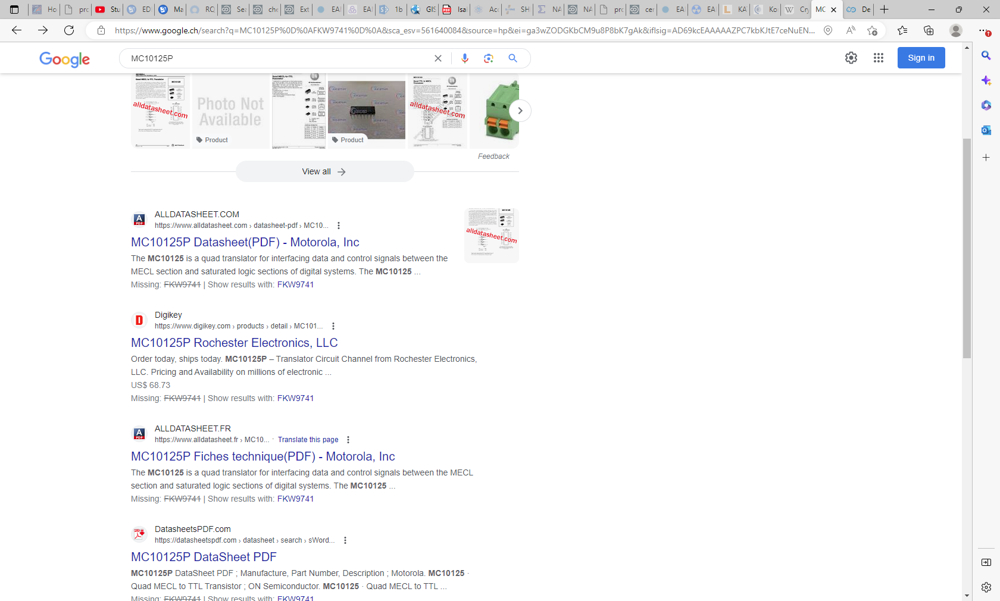 Ho
pro
Stu
ED
Ma
RQ
Sea
che
Ext
EAI
EAI
1b
GIS
Isal
Acc
SH
NA
NA
pro
cer
EAI
EA
KA
Ko
Cry
MC
De
https://www.google.ch/search?q=MC10125P%0D%0AFKW9741%0D%0A&sca_esv=561640084&source=hp&ei=ga3wZODGKbCM9u8P8bK7gAk&iflsig=AD69kcEAAAAAZPC7kbKJtE7ceNuEN...
Google
MC10125P
Sign in
alldatasheet.com
Photo Not
Available
Product
Product
alldatasheet.com
Feedback
View all
ALLDATASHEET.COM
https://www.alldatasheet.com › datasheet-pdf › MC10...
MC10125P Datasheet(PDF) - Motorola, Inc
The MC10125 is a quad translator for interfacing data and control signals between the
MECL section and saturated logic sections of digital systems. The MC10125 ...
Missing: FKW9741 | Show results with: FKW9741
alldatasheet.com
Digikey
https://www.digikey.com › products › detail › MC101...
MC10125P Rochester Electronics, LLC
Order today, ships today. MC10125P – Translator Circuit Channel from Rochester Electronics,
LLC. Pricing and Availability on millions of electronic ...
US$ 68.73
Missing: FKW9741 | Show results with: FKW9741
ALLDATASHEET.FR
https://www.alldatasheet.fr › MC10... · Translate this page
MC10125P Fiches technique(PDF) - Motorola, Inc
The MC10125 is a quad translator for interfacing data and control signals between the MECL
section and saturated logic sections of digital systems. The MC10125 ...
Missing: FKW9741 | Show results with: FKW9741
DatasheetsPDF.com
https://datasheetspdf.com › datasheet › search › sWord...
MC10125P DataSheet PDF
MC10125P DataSheet PDF ; Manufacture, Part Number, Description ; Motorola. MC10125 ·
Quad MECL to TTL Transistor ; ON Semiconductor. MC10125 · Quad MECL to TTL ...
Missing: FKW9741 | Show results with: FKW9741